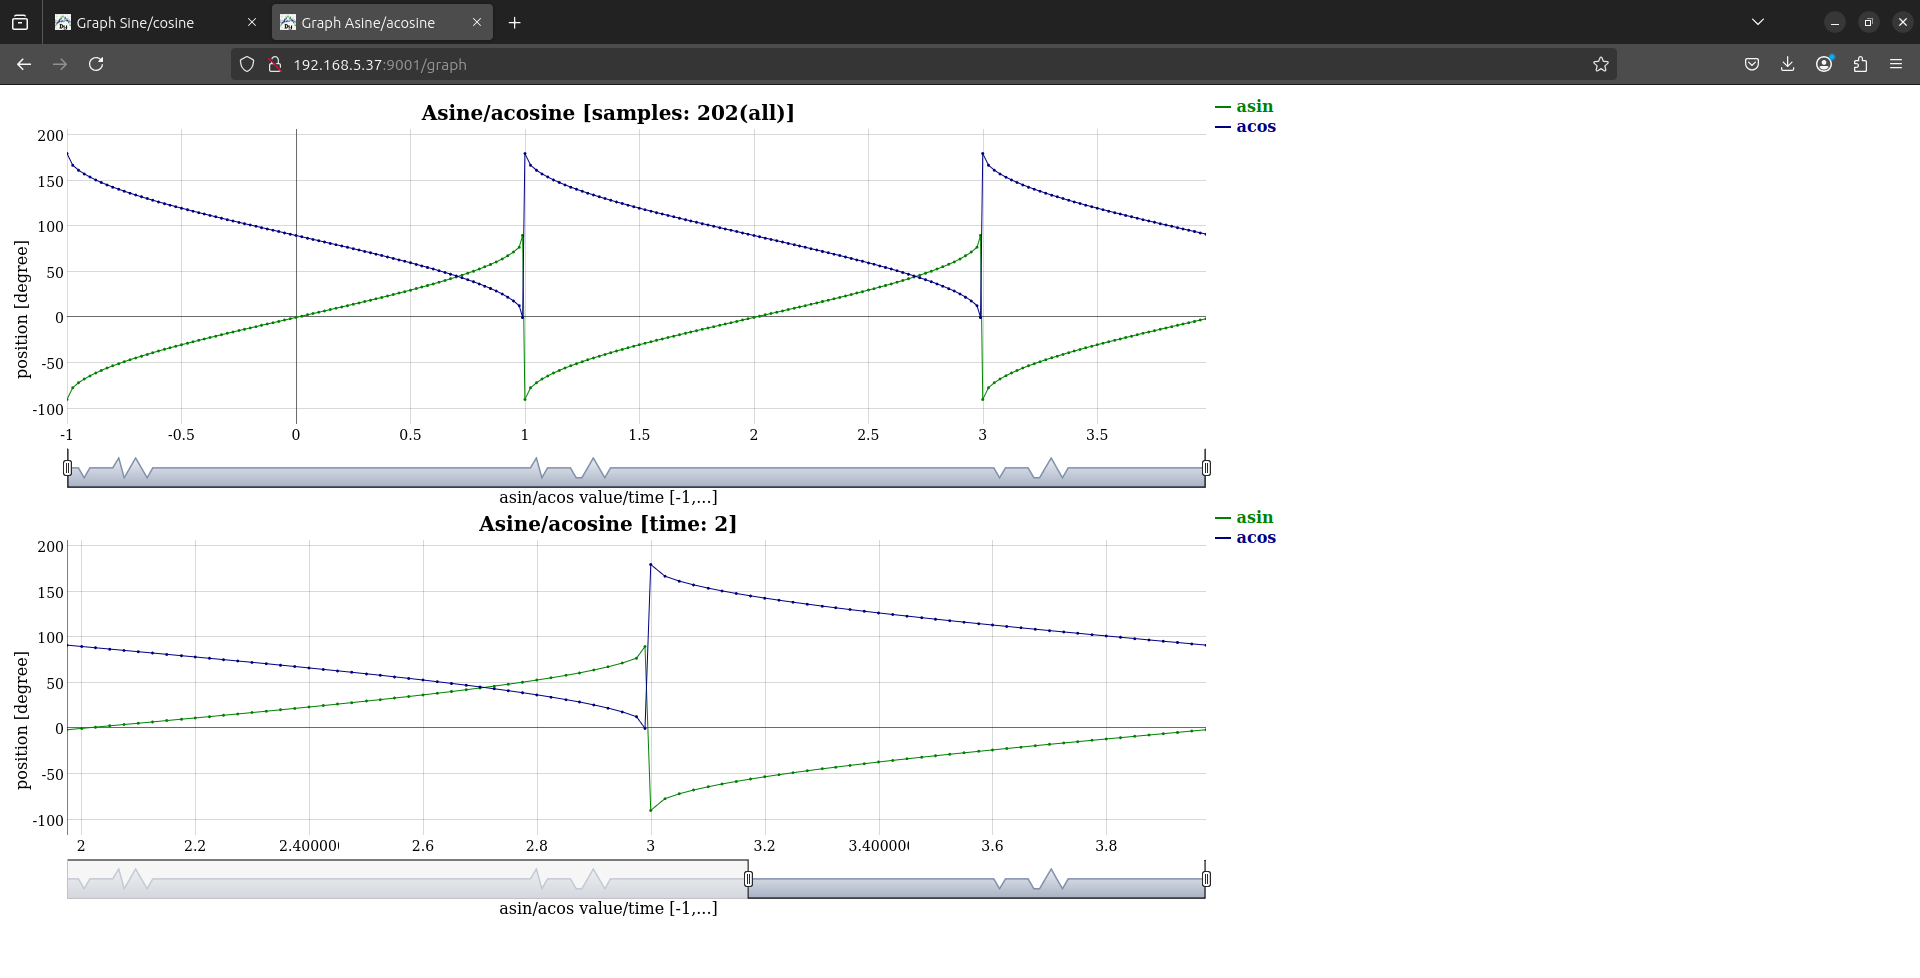 Graph Sine/cosine
Graph Asine/acosine
192.168.5.37:9001/graph
Asine/acosine [samples: 202(all)]
asin
acos
position [degree]
200
150
100
50
0
-50
-100
-1 -0.5 0 0.5 1 1.5 2 2.5 3 3.5
asin/acos value/time [-1,...]
Asine/acosine [time: 2]
asin
acos
position [degree]
200
150
100
50
0
-50
-100
2 2.2 2.40000 2.6 2.8 3 3.2 3.40000 3.6 3.8
asin/acos value/time [-1,...]